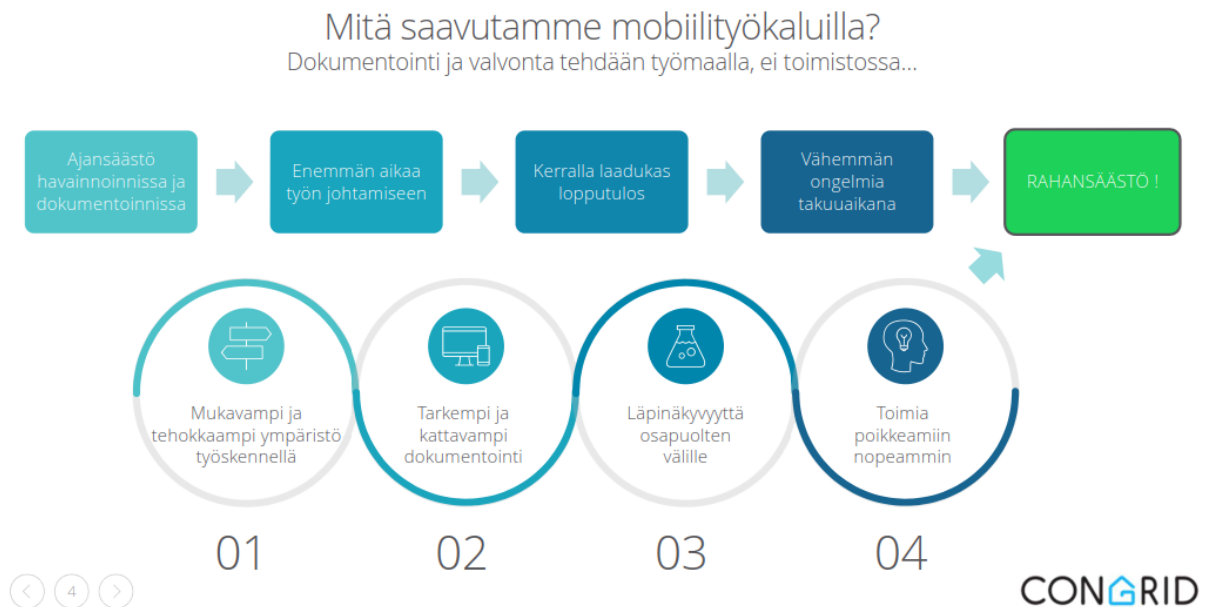 Mitä saavutamme mobiilityökaluilla?
Dokumentointi ja valvonta tehdään työmaalla, ei toimistossa...
Ajansäästö
havainnoinnissa ja
dokumentoinnissa
Enemmän aikaa
työn johtamiseen
Kerralla laadukas
lopputulos
Vähemmän
ongelmia
takuuaikana
RAHANSÄÄSTÖ !
Mukavampi ja
tehokkaampi ympäristö
työskennellä
Tarkempi ja
kattavampi
dokumentointi
Läpinäkyvyyttä
osapuolten
välille
Toimia
poikkeamiin
nopeammin
01
02
03
04
4
CONGRID